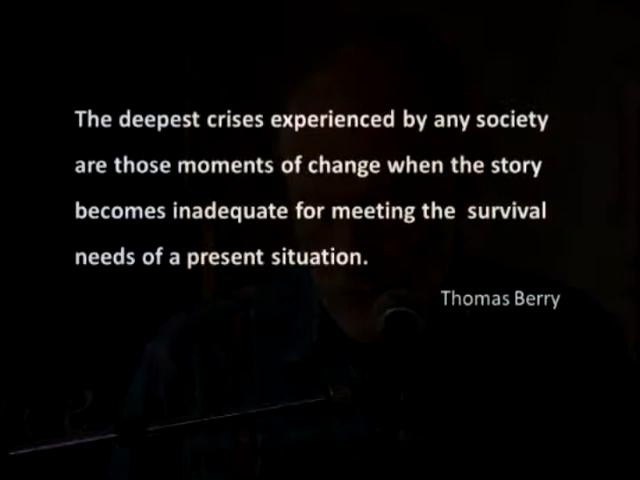 The deepest crises experienced by any society
are those moments of change when the story
becomes inadequate for meeting the  survival
needs of a present situation.
Thomas Berry